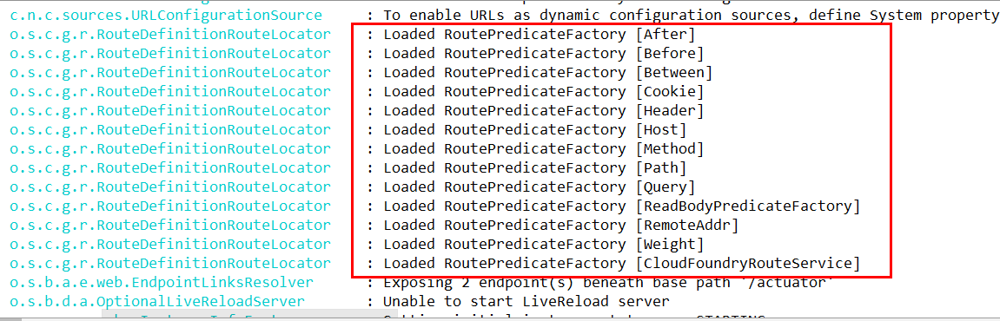 c.n.c.sources.URLConfigurationSource : To enable URLs as dynamic configuration sources, define System property
o.s.c.g.r.RouteDefinitionRouteLocator : Loaded RoutePredicateFactory [After]
o.s.c.g.r.RouteDefinitionRouteLocator : Loaded RoutePredicateFactory [Before]
o.s.c.g.r.RouteDefinitionRouteLocator : Loaded RoutePredicateFactory [Between]
o.s.c.g.r.RouteDefinitionRouteLocator : Loaded RoutePredicateFactory [Cookie]
o.s.c.g.r.RouteDefinitionRouteLocator : Loaded RoutePredicateFactory [Header]
o.s.c.g.r.RouteDefinitionRouteLocator : Loaded RoutePredicateFactory [Host]
o.s.c.g.r.RouteDefinitionRouteLocator : Loaded RoutePredicateFactory [Method]
o.s.c.g.r.RouteDefinitionRouteLocator : Loaded RoutePredicateFactory [Path]
o.s.c.g.r.RouteDefinitionRouteLocator : Loaded RoutePredicateFactory [Query]
o.s.c.g.r.RouteDefinitionRouteLocator : Loaded RoutePredicateFactory [ReadBodyPredicateFactory]
o.s.c.g.r.RouteDefinitionRouteLocator : Loaded RoutePredicateFactory [RemoteAddr]
o.s.c.g.r.RouteDefinitionRouteLocator : Loaded RoutePredicateFactory [Weight]
o.s.c.g.r.RouteDefinitionRouteLocator : Loaded RoutePredicateFactory [CloudFoundryRouteService]
o.s.b.a.e.web.EndpointLinksResolver : Exposing 2 endpoint(s) beneath base path '/actuator'
o.s.b.d.a.OptionalLiveReloadServer : Unable to start LiveReload server